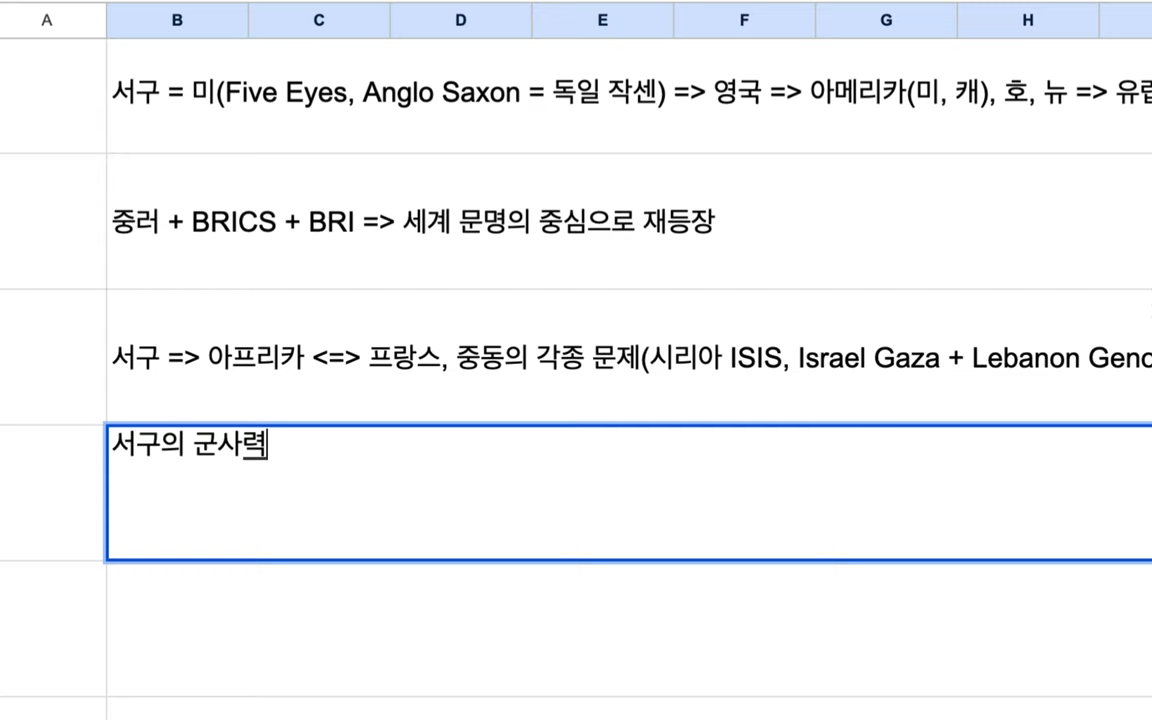 A B C D E F G H
서구 = 미(Five Eyes, Anglo Saxon = 독일 작센) => 영국 => 아메리카(미, 캐), 호, 뉴 =>
중러 + BRICS + BRI => 세계 문명의 중심으로 재등장
서구 => 아프리카 <=> 프랑스, 중동의 각종 문제(시리아 ISIS, Israel Gaza + Lebanon
서구의 군사력